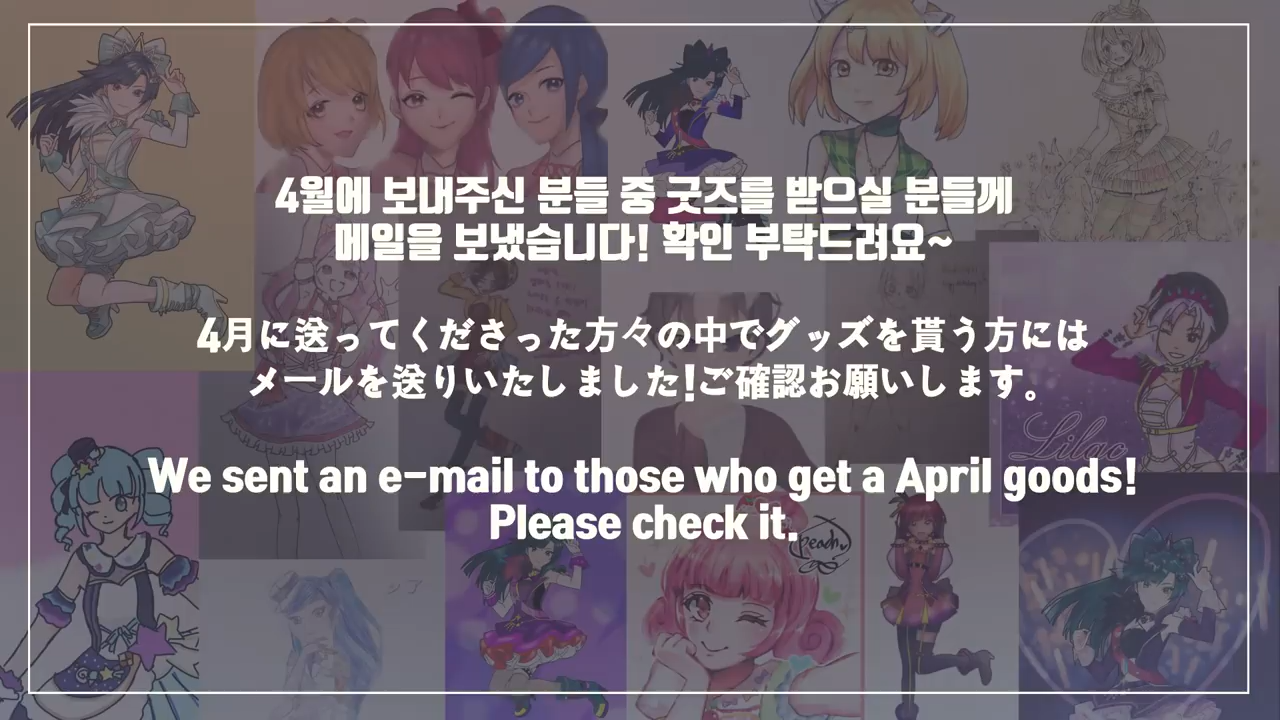 4월에 보내주신 분들 중 굿즈를 받으실 분들께
메일을 보냈습니다! 확인 부탁드려요~
4月に送ってくださった方々の中でグッズを貰う方には
メールを送りいたしました!ご確認お願いします。
We sent an e-mail to those who get a April goods!
Please check it.
Lilac
Peach